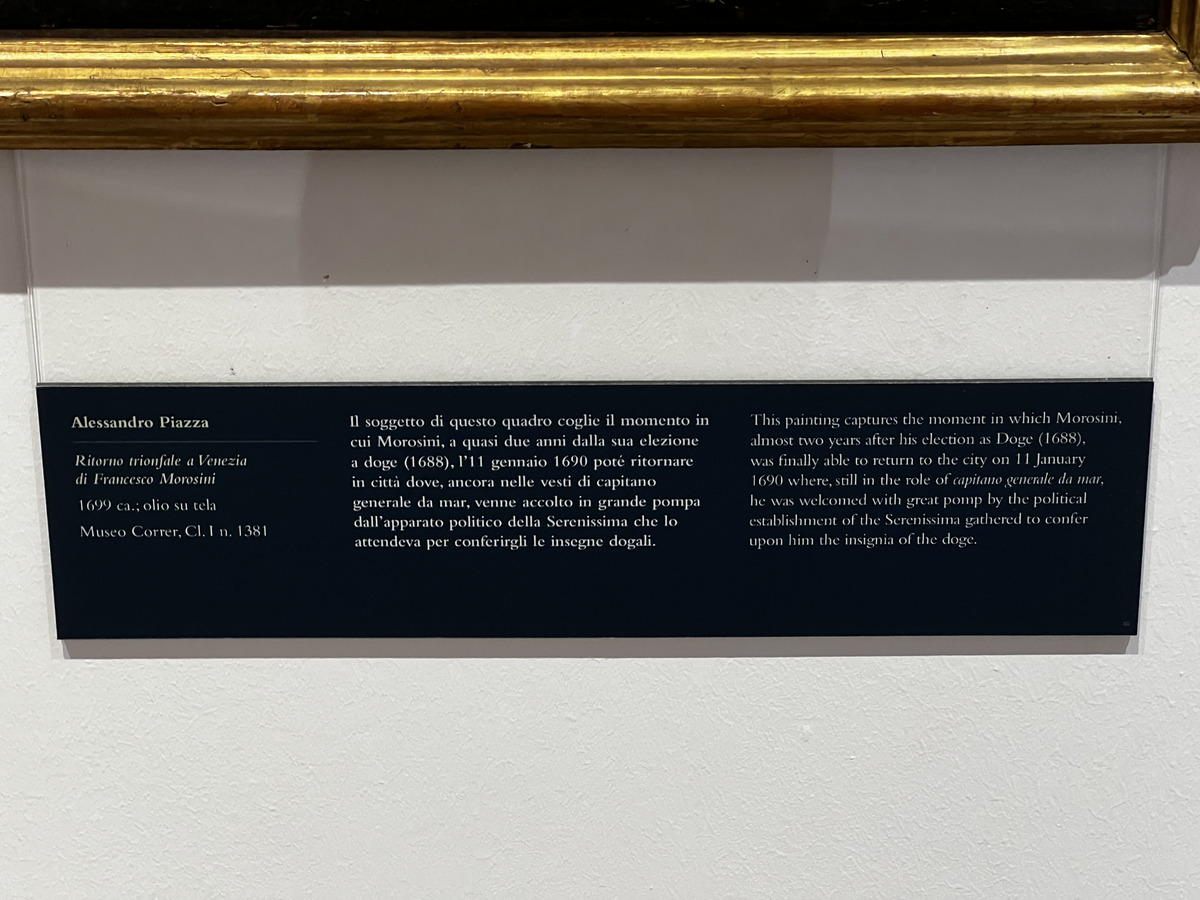 Alessandro Piazza
Ritorno trionfale a Venezia
di Francesco Morosini
1699 ca.; olio su tela
Museo Correr, Cl. I n. 1381
Il soggetto di questo quadro coglie il momento in
cui Morosini, a quasi due anni dalla sua elezione
a doge (1688), l'11 gennaio 1690 poté ritornare
in città dove, ancora nelle vesti di capitano
generale da mar, venne accolto in grande pompa
dall'apparato politico della Serenissima che lo
attendeva per conferirgli le insegne dogali.
This painting captures the moment in which Morosini,
almost two years after his election as Doge (1688),
was finally able to return to the city on 11 January
1690 where, still in the role of capitano generale da mar,
he was welcomed with great pomp by the political
establishment of the Serenissima gathered to confer
upon him the insignia of the doge.